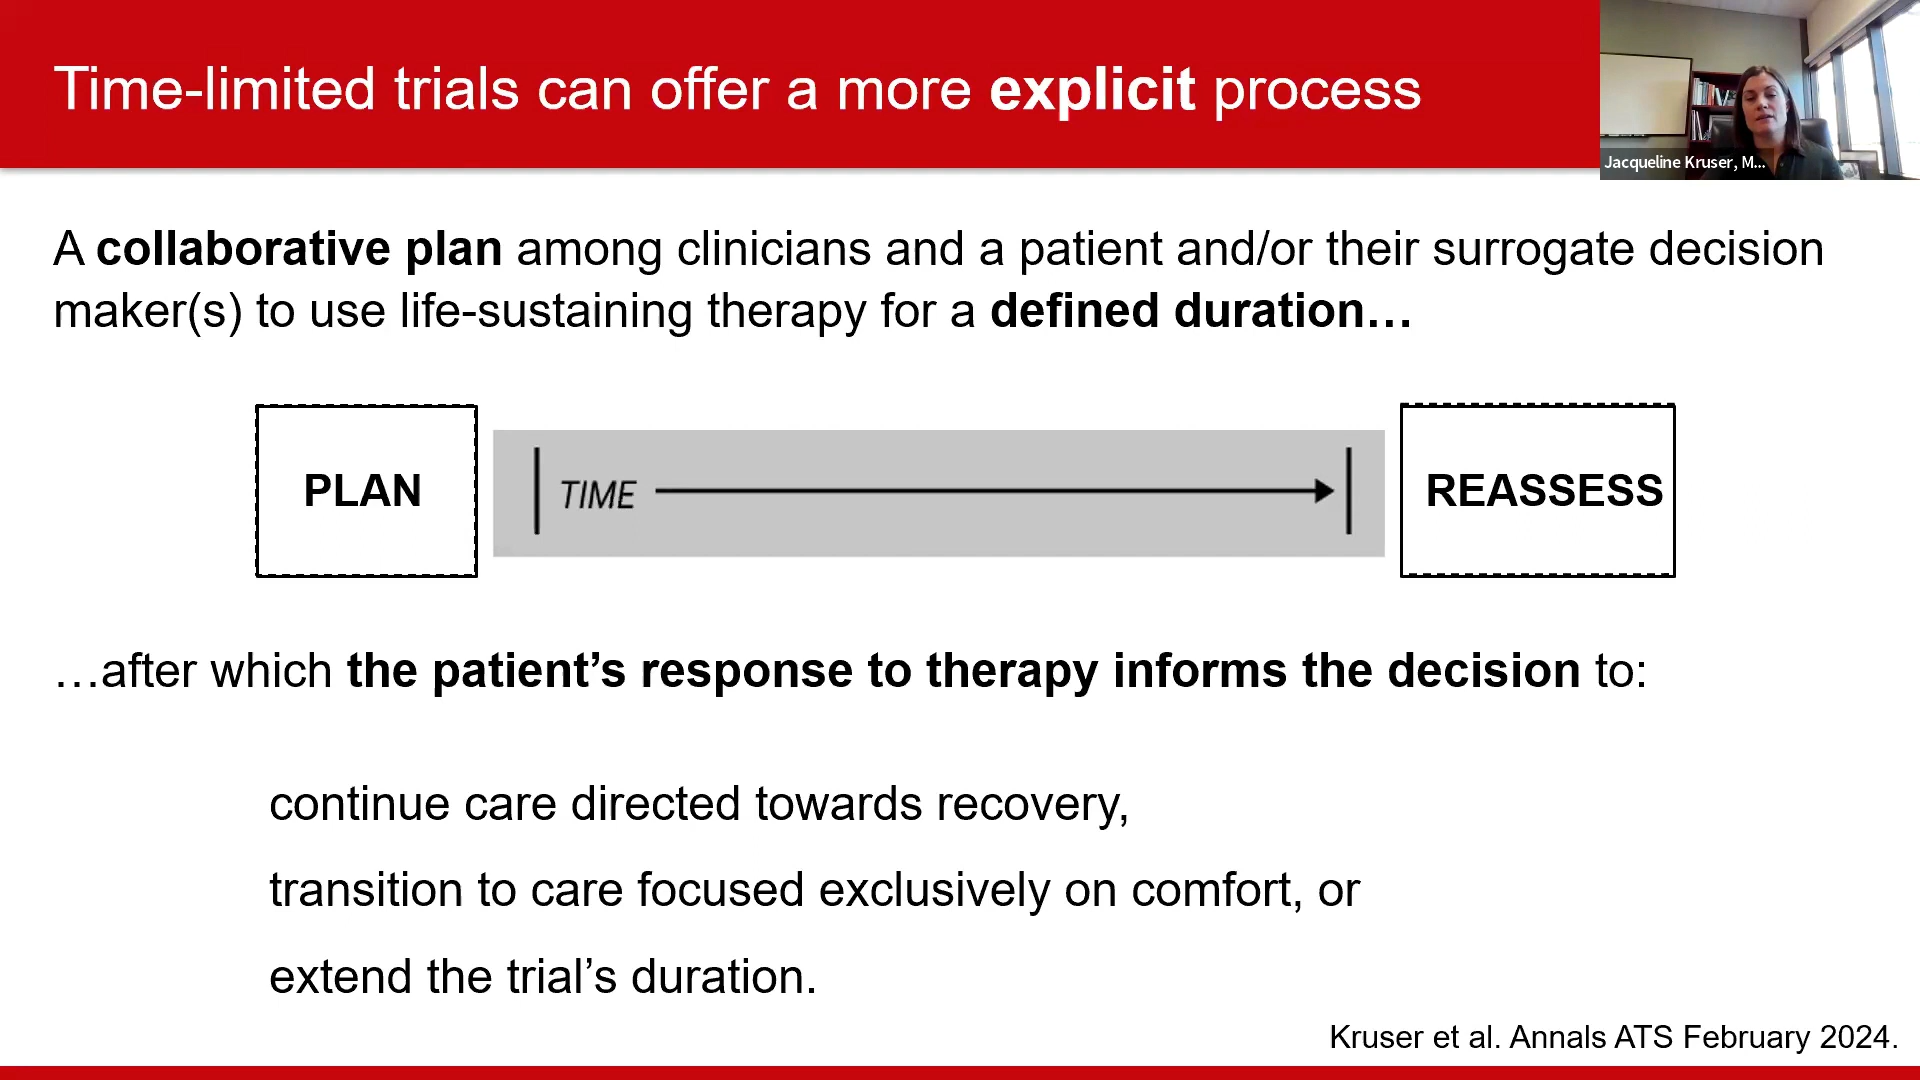 Time-limited trials can offer a more explicit process
Jacqueline Kruser, M...
A collaborative plan among clinicians and a patient and/or their surrogate decision
maker(s) to use life-sustaining therapy for a defined duration…
PLAN
TIME
REASSESS
…after which the patient’s response to therapy informs the decision to:
continue care directed towards recovery,
transition to care focused exclusively on comfort, or
extend the trial’s duration.
Kruser et al. Annals ATS February 2024.